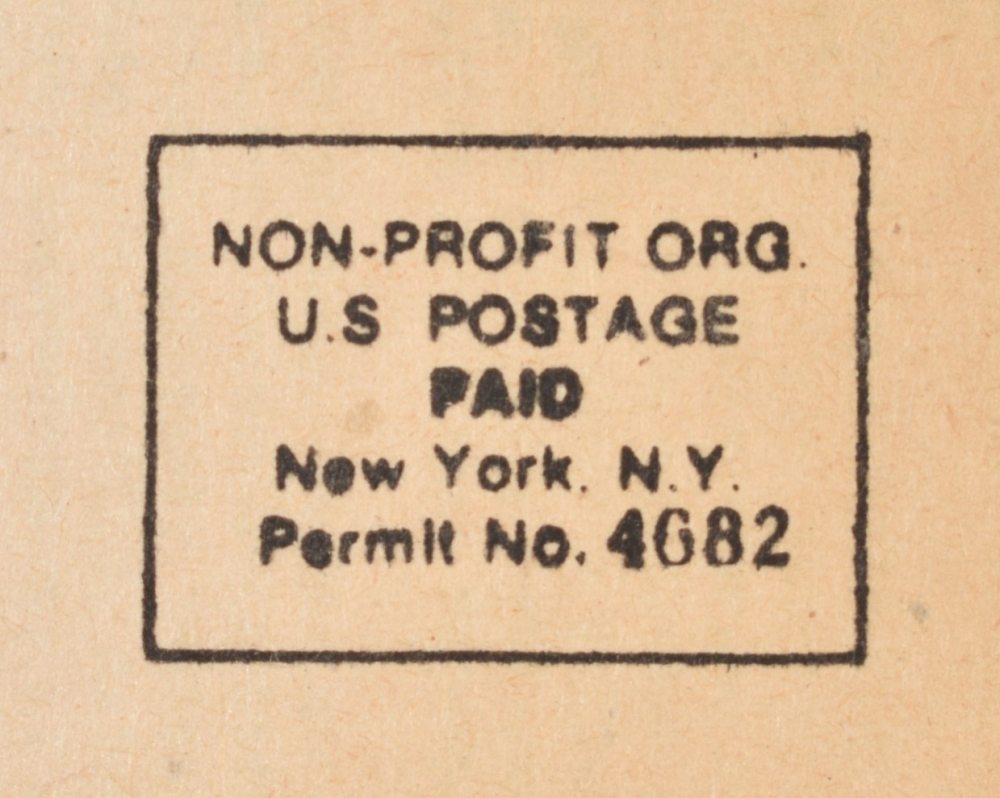 NON-PROFIT ORG.
U.S POSTAGE
PAID
New York. N.Y.
Permit No. 4682